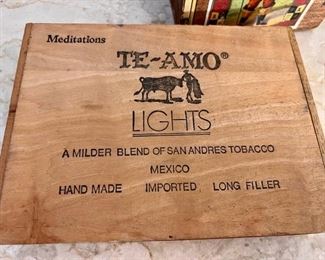 Meditations
TE-AMO®
LIGHTS
A MILDER BLEND OF SAN ANDRES TOBACCO
MEXICO
HAND MADE IMPORTED LONG FILLER